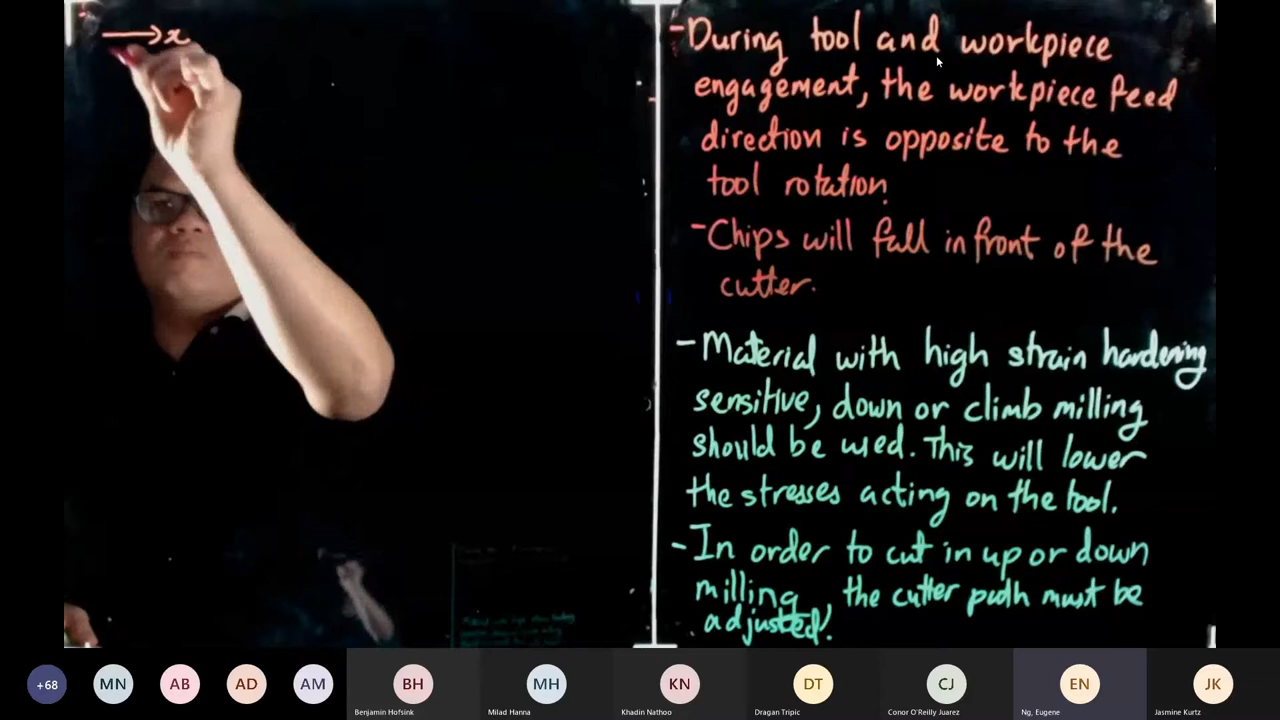 →x
- During tool and workpiece
engagement, the workpiece feed
direction is opposite to the
tool rotation.
- Chips will fall in front of the
cutter.
- Material with high strain hardening
sensitive, down or climb milling
should be used. This will lower
the stresses acting on the tool.
- In order to cut in up or down
milling, the cutter path must be
adjusted!
+68
MN
AB
AD
AM
BH
MH
KN
DT
CJ
EN
JK
Benjamin Hofsink
Milad Hanna
Khadin Nathoo
Dragan Tripic
Conor O'Reilly Juarez
Ng, Eugene
Jasmine Kurtz